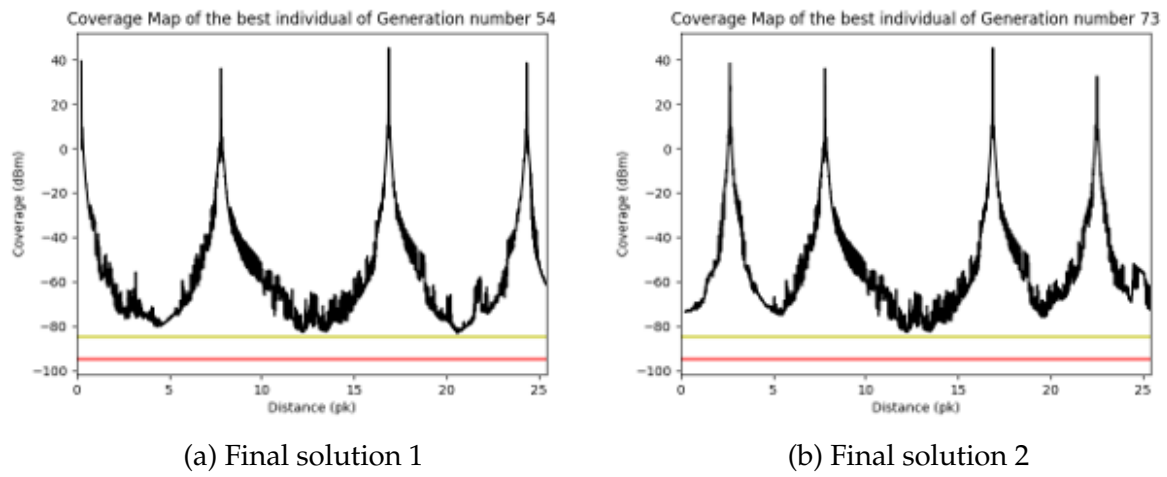 Coverage Map of the best individual of Generation number 54
Coverage (dBm)
40
20
0
−20
−40
−60
−80
−100
0 5 10 15 20 25
Distance (pk)
(a) Final solution 1
Coverage Map of the best individual of Generation number 73
Coverage (dBm)
40
20
0
−20
−40
−60
−80
−100
0 5 10 15 20 25
Distance (pk)
(b) Final solution 2